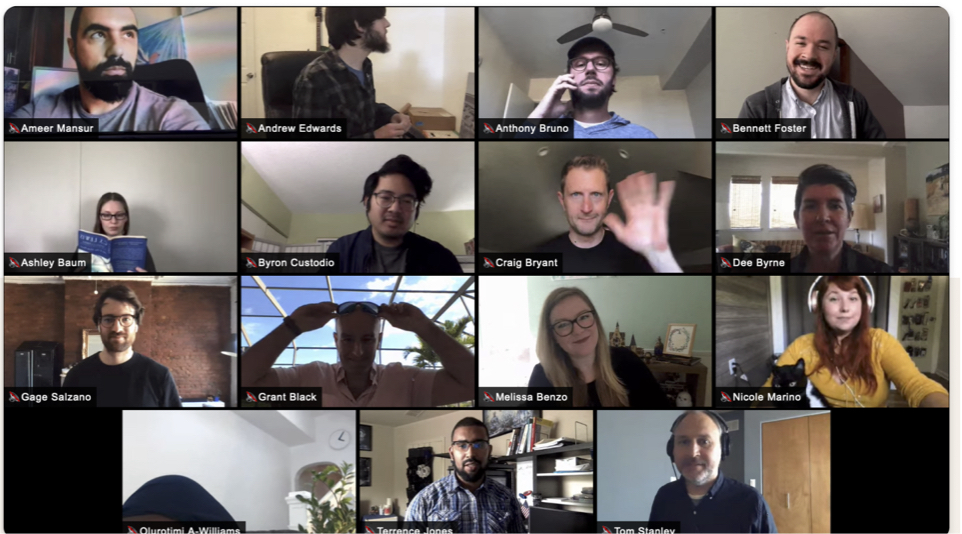 Ameer Mansur
Andrew Edwards
Anthony Bruno
Bennett Foster
Ashley Baum
Byron Custodio
Craig Bryant
Dee Byrne
Gage Salzano
Grant Black
Melissa Benzo
Nicole Marino
Olurotimi A-Williams
Terrence Jones
Tom Stanley